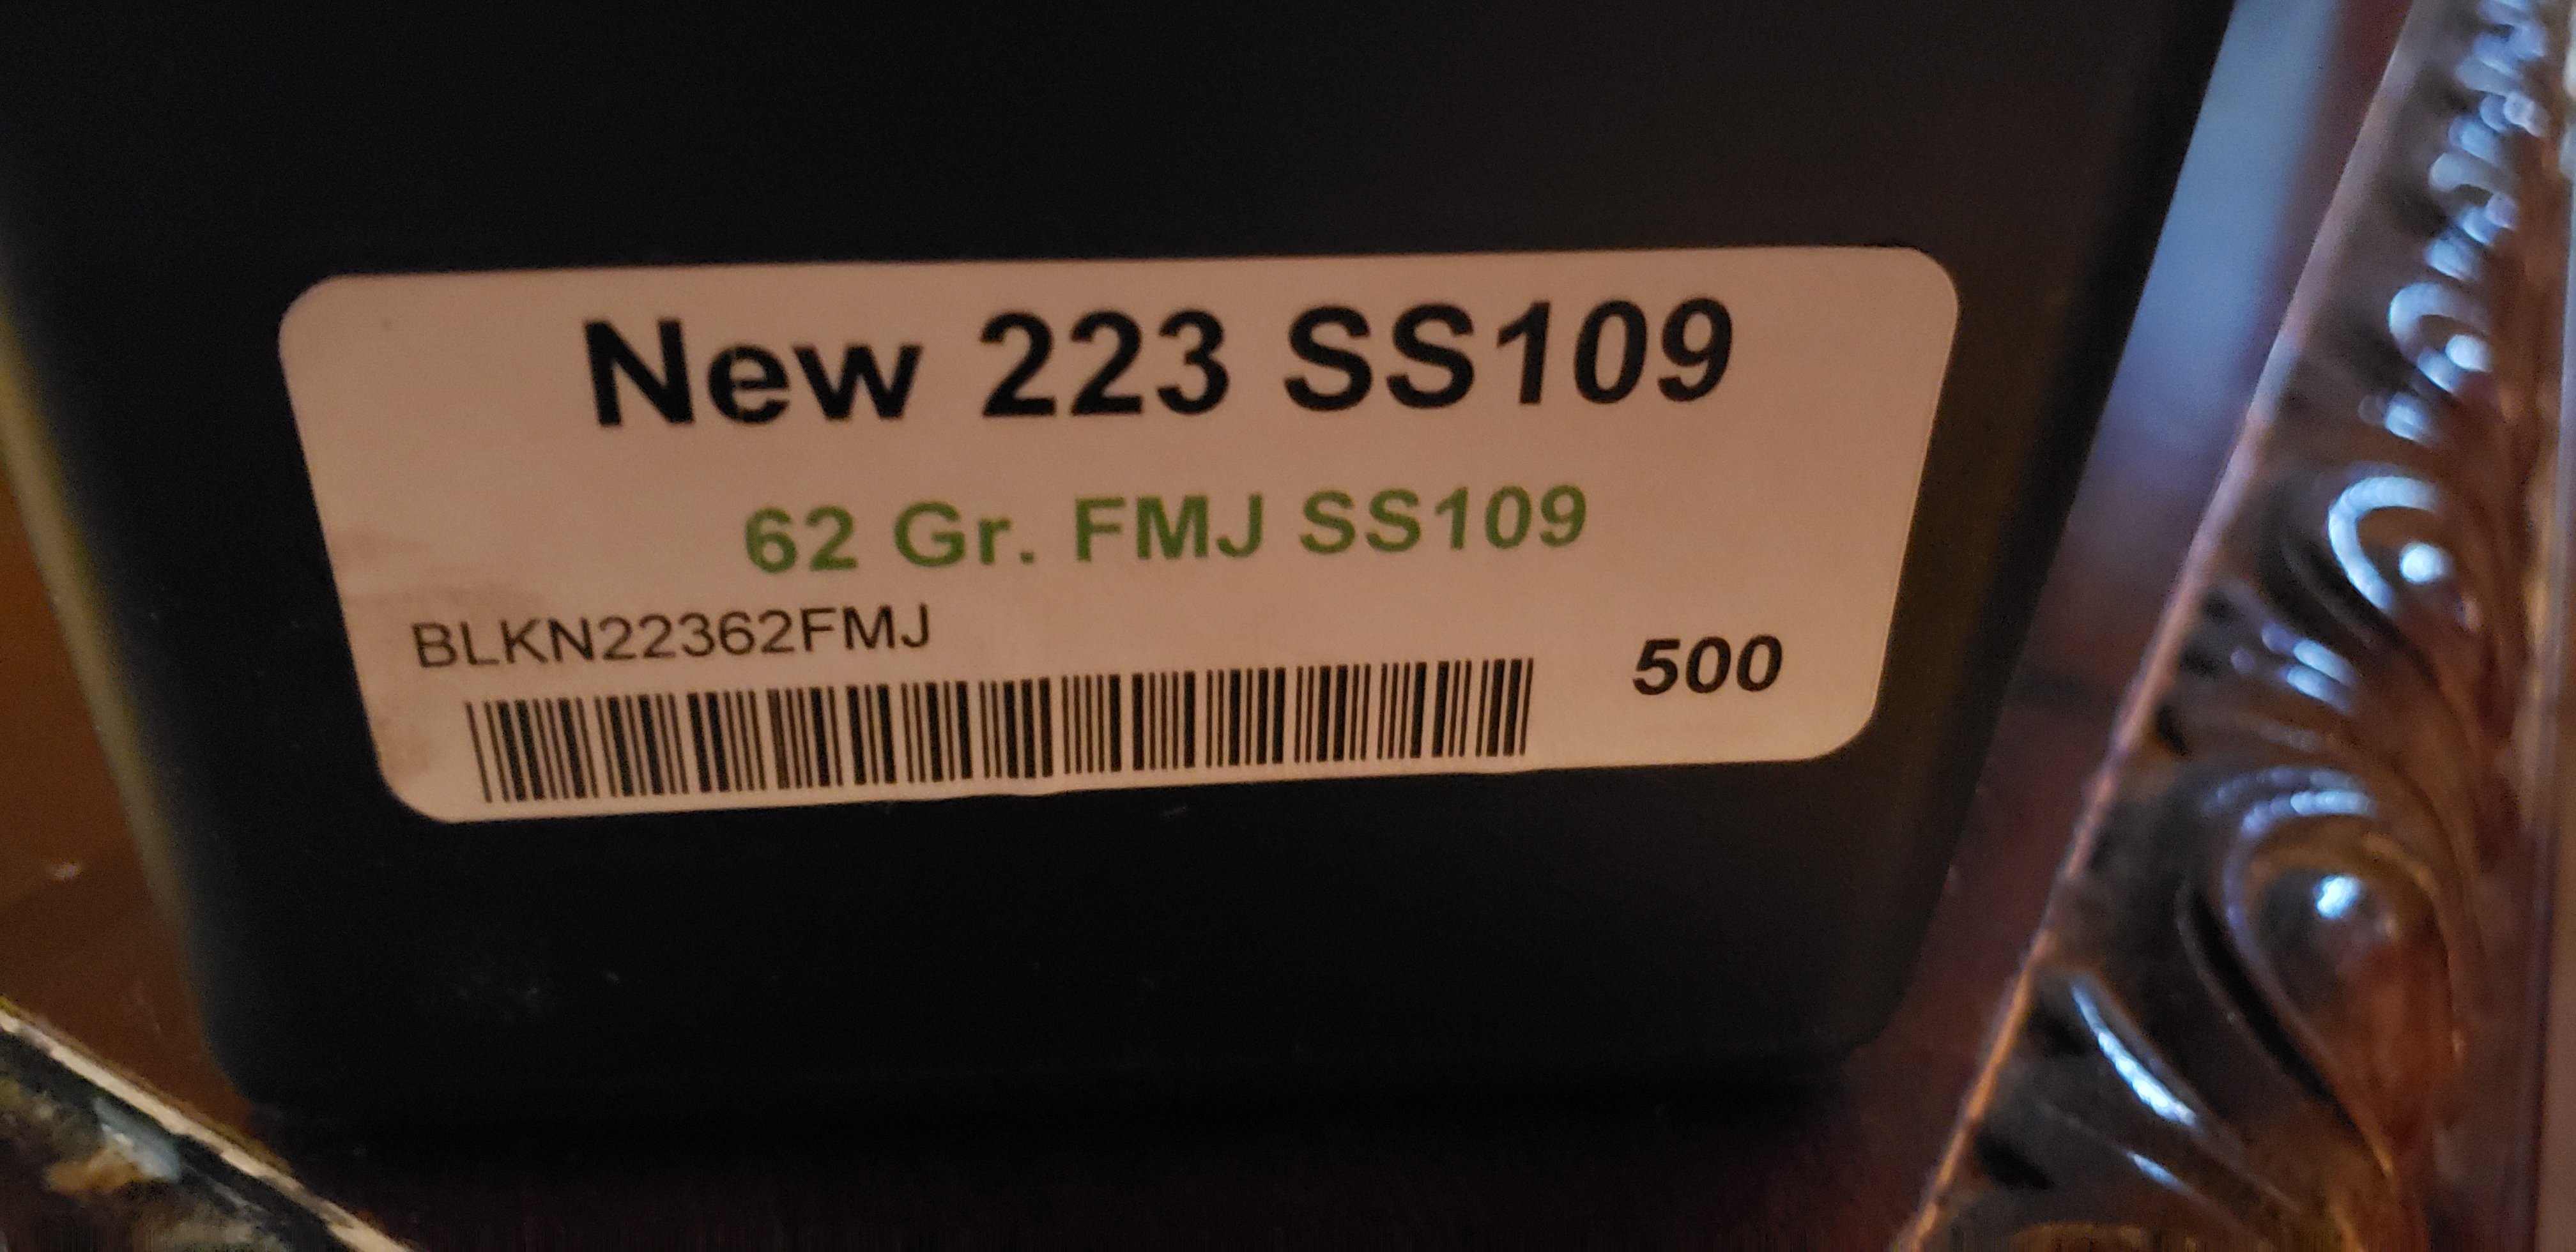 New 223 SS109
62 Gr. FMJ SS109
BLKN22362FMJ
500